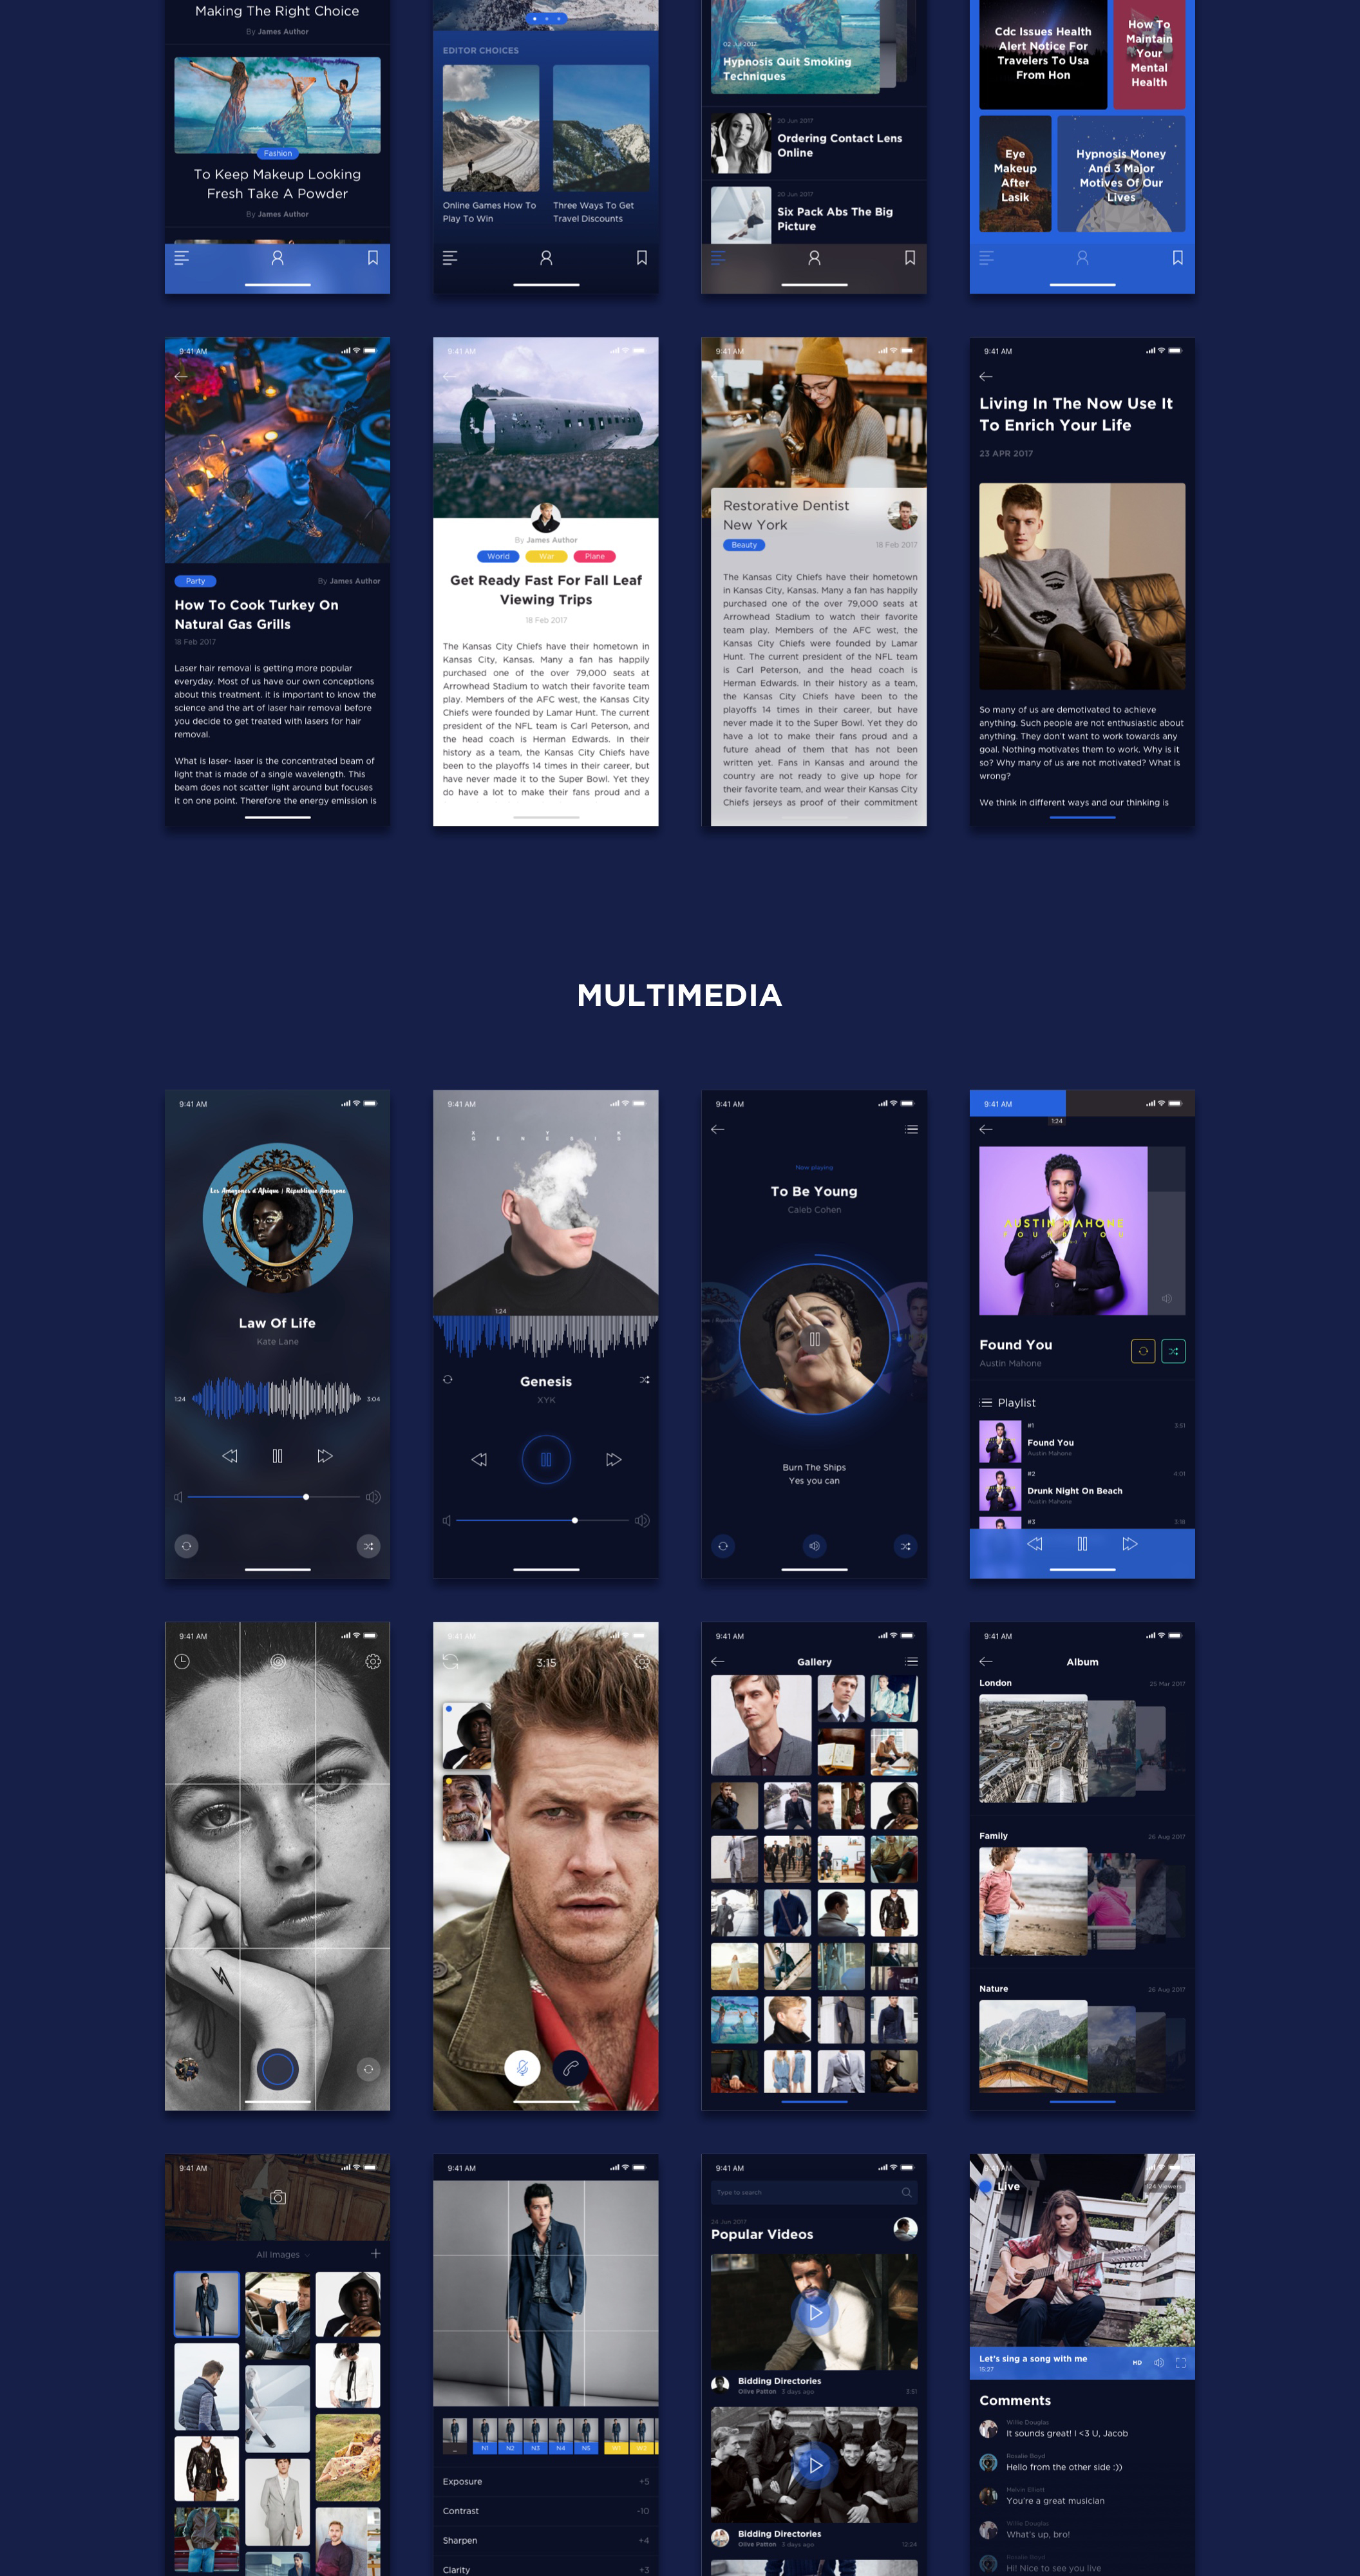 Making The Right Choice
By James Author
Fashion
To Keep Makeup Looking
Fresh Take A Powder
By James Author
EDITOR CHOICES
Online Games How To
Play To Win
Three Ways To Get
Travel Discounts
Hypnosis Quit Smoking
Techniques
20 Jun 2017
Ordering Contact Lens
Online
20 Jun 2017
Six Pack Abs The Big
Picture
Cdc Issues Health
Alert Notice For
Travelers To Usa
From Hon
How To
Maintain
Your
Mental
Health
Eye
Makeup
After
Lasik
Hypnosis Money
And 3 Major
Motives Of Our
Lives
9:41 AM
Party
By James Author
How To Cook Turkey On
Natural Gas Grills
18 Feb 2017
Laser hair removal is getting more popular
everyday. Most of us have our own conceptions
about this treatment. it is important to know the
science and the art of laser hair removal before
you decide to get treated with lasers for hair
removal.
What is laser- laser is the concentrated beam of
light that is made of a single wavelength. This
beam does not scatter light around but focuses
it on one point. Therefore the energy emission is
9:41 AM
By James Author
World
War
Plane
Get Ready Fast For Fall Leaf
Viewing Trips
18 Feb 2017
The Kansas City Chiefs have their hometown in
Kansas City, Kansas. Many a fan has happily
purchased one of the over 79,000 seats at
Arrowhead Stadium to watch their favorite team
play. Members of the AFC west, the Kansas City
Chiefs were founded by Lamar Hunt. The current
president of the NFL team is Carl Peterson, and
the head coach is Herman Edwards. In their
history as a team, the Kansas City Chiefs have
been to the playoffs 14 times in their career, but
have never made it to the Super Bowl. Yet they
do have a lot to make their fans proud and a
9:41 AM
Restorative Dentist
New York
Beauty
18 Feb 2017
The Kansas City Chiefs have their hometown
in Kansas City, Kansas. Many a fan has happily
purchased one of the over 79,000 seats at
Arrowhead Stadium to watch their favorite
team play. Members of the AFC west, the
Kansas City Chiefs were founded by Lamar
Hunt. The current president of the NFL team
is Carl Peterson, and the head coach is
Herman Edwards. In their history as a team,
the Kansas City Chiefs have been to the
playoffs 14 times in their career, but have
never made it to the Super Bowl. Yet they do
have a lot to make their fans proud and a
future ahead of them that has not been
written yet. Fans in Kansas and around the
country are not ready to give up hope for
their favorite team, and wear their Kansas City
Chiefs jerseys as proof of their commitment
9:41 AM
Living In The Now Use It
To Enrich Your Life
23 APR 2017
So many of us are demotivated to achieve
anything. Such people are not enthusiastic about
anything. They don't want to work towards any
goal. Nothing motivates them to work. Why is it
so? Why many of us are not motivated? What is
wrong?
We think in different ways and our thinking is
MULTIMEDIA
9:41 AM
Les Amazones d'Afrique / République Amazone
Law Of Life
Kate Lane
1:24
3:04
9:41 AM
G E N E S I S
1:24
Genesis
XYK
9:41 AM
Now playing
To Be Young
Caleb Cohen
Burn The Ships
Yes you can
9:41 AM
1:24
AUSTIN MAHONE
FOUND YOU
Found You
Austin Mahone
Playlist
#1
3:51
Found You
Austin Mahone
#2
4:01
Drunk Night On Beach
Austin Mahone
#3
3:18
9:41 AM
9:41 AM
3:15
9:41 AM
Gallery
9:41 AM
Album
London
25 Mar 2017
Family
26 Aug 2017
Nature
26 Aug 2017
9:41 AM
All Images
9:41 AM
N1
N2
N3
N4
N5
W1
W2
Exposure
+5
Contrast
-10
Sharpen
+4
Clarity
+3
9:41 AM
Type to search
24 Jun 2017
Popular Videos
Bidding Directories
Olive Patton 3 days ago
3:51
Bidding Directories
Olive Patton 3 days ago
12:24
9:41 AM
Live
124 Viewers
Let's sing a song with me
15:27
HD
Comments
Willie Douglas
It sounds great! I <3 U, Jacob
Rosalie Boyd
Hello from the other side :))
Melvin Elliott
You're a great musician
Willie Douglas
What's up, bro!
Rosalie Boyd
Hi! Nice to see you live